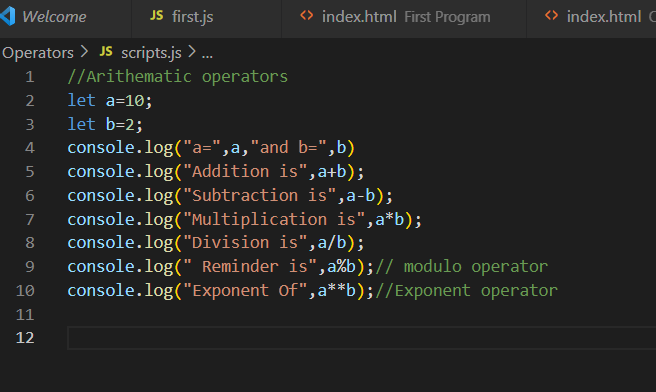 Welcome
JS first.js
<> index.html First Program
<> index.html
Operators > JS scripts.js > ...
1 //Arithematic operators
2 let a=10;
3 let b=2;
4 console.log("a=",a,"and b=",b)
5 console.log("Addition is",a+b);
6 console.log("Subtraction is",a-b);
7 console.log("Multiplication is",a*b);
8 console.log("Division is",a/b);
9 console.log(" Reminder is",a%b);// modulo operator
10 console.log("Exponent Of",a**b);//Exponent operator
11
12